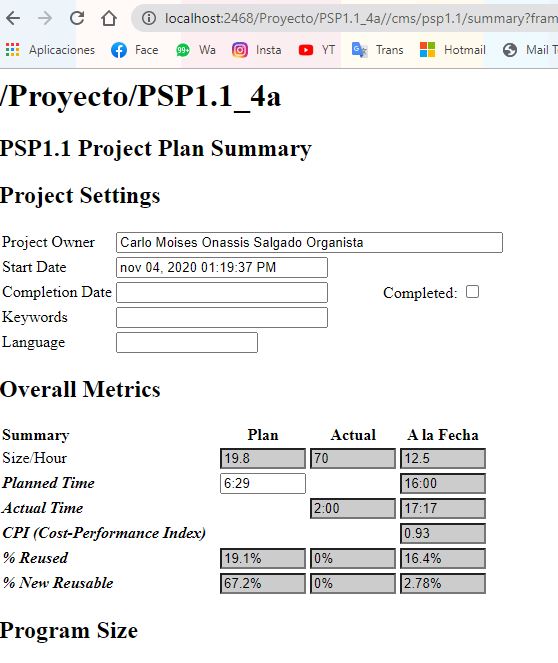 localhost:2468/Proyecto/PSP1.1_4a//cms/psp1.1/summary?fram
Aplicaciones Face 99+ Wa Insta YT Trans Hotmail Mail T
/Proyecto/PSP1.1_4a
PSP1.1 Project Plan Summary
Project Settings
Project Owner Carlo Moises Onassis Salgado Organista
Start Date nov 04, 2020 01:19:37 PM
Completion Date Completed:
Keywords
Language
Overall Metrics
Summary Plan Actual A la Fecha
Size/Hour 19.8 70 12.5
Planned Time 6:29 16:00
Actual Time 2:00 17:17
CPI (Cost-Performance Index) 0.93
% Reused 19.1% 0% 16.4%
% New Reusable 67.2% 0% 2.78%
Program Size